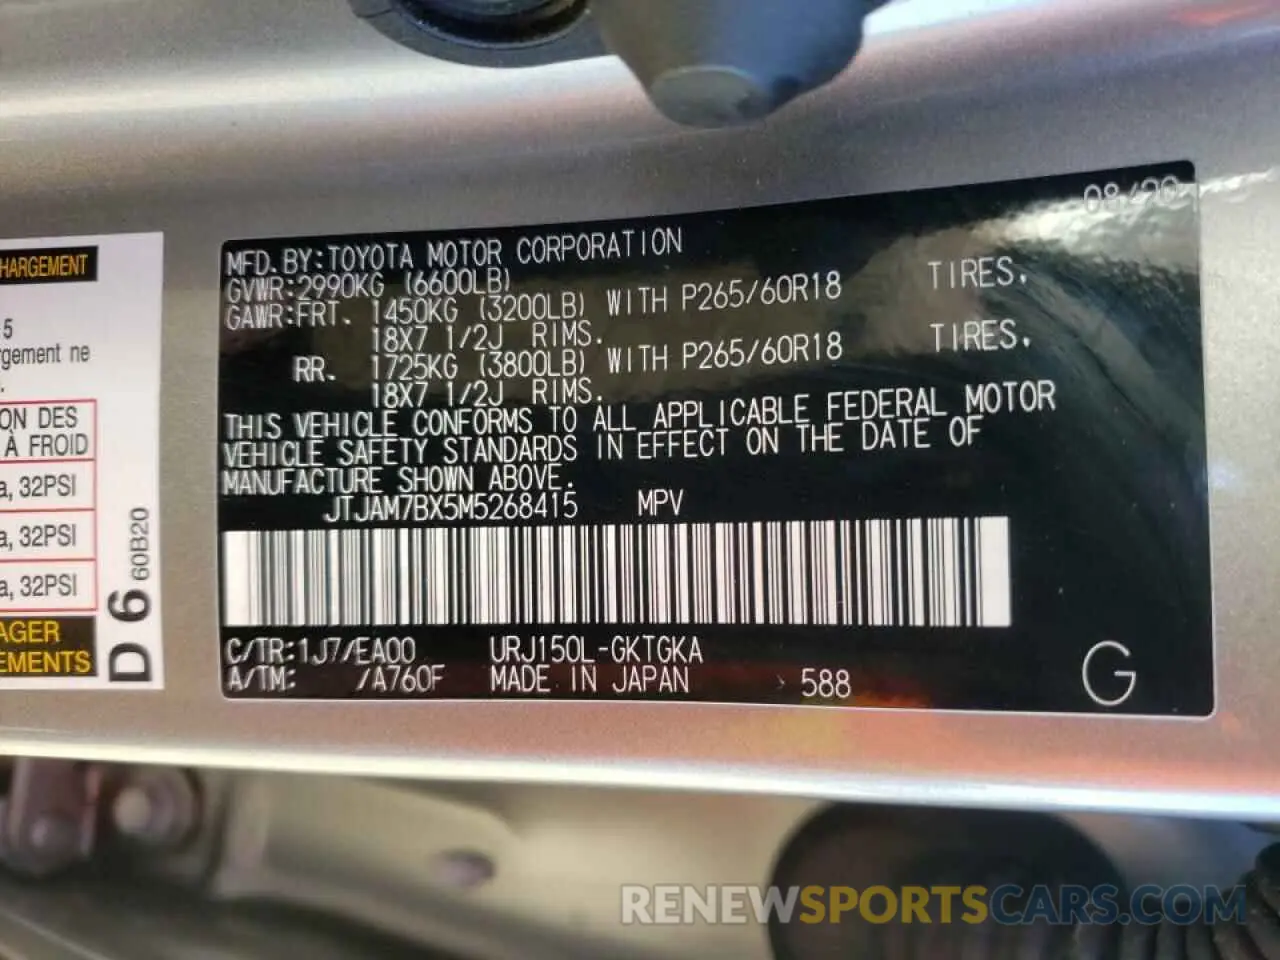 08/20
MFD. BY: TOYOTA MOTOR CORPORATION
GVWR: 2990KG (6600LB)
GAWR: FRT. 1450KG (3200LB) WITH P265/60R18 TIRES.
18X7 1/2J RIMS.
RR. 1725KG (3800LB) WITH P265/60R18 TIRES.
18X7 1/2J RIMS.
THIS VEHICLE CONFORMS TO ALL APPLICABLE FEDERAL MOTOR
VEHICLE SAFETY STANDARDS IN EFFECT ON THE DATE OF
MANUFACTURE SHOWN ABOVE.
JTJAM7BX5M5268415 MPV
C/TR: 1J7/EA00 URJ150L-GKTGKA
A/TM: /A760F MADE IN JAPAN 588
G
HARGEMENT
5
rgement ne
ON DES
À FROID
a, 32PSI
a, 32PSI
a, 32PSI
AGER
EMENTS
D 6 60B20
RENEWSPORTSCARS.COM